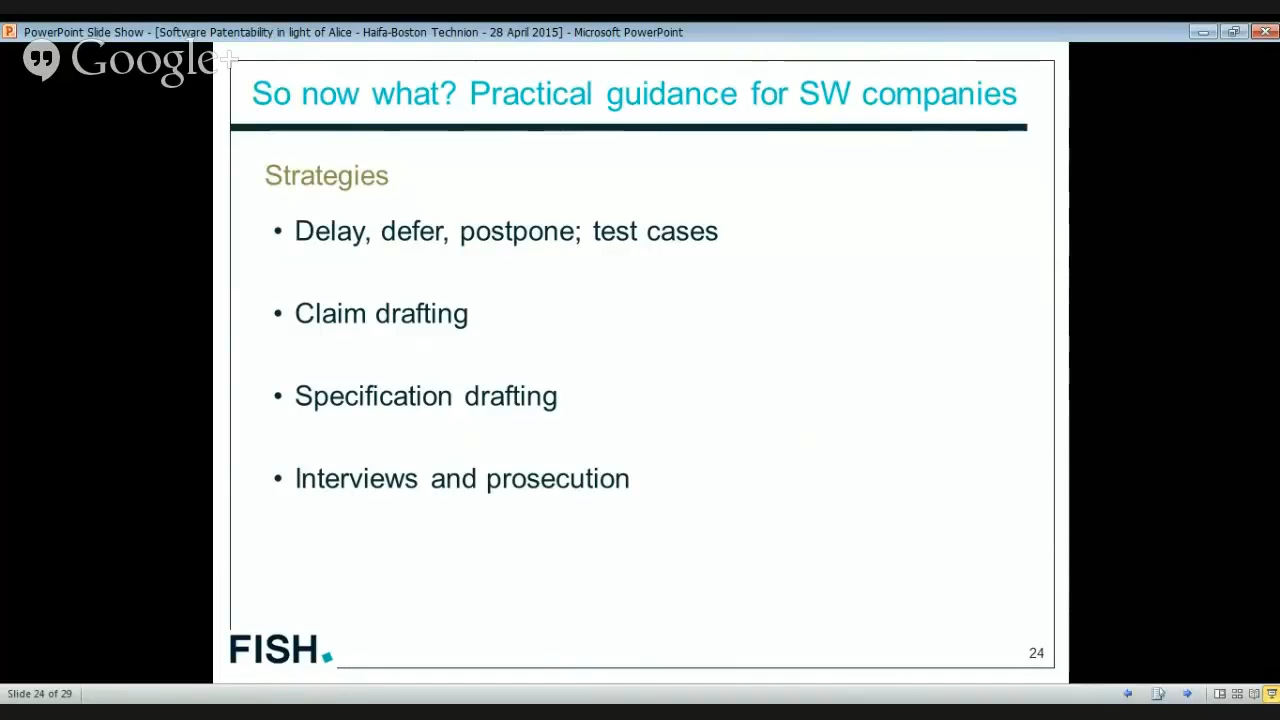 PowerPoint Slide Show - [Software Patentability in light of Alice - Haifa-Boston Technion - 28 April 2015] - Microsoft PowerPoint
Google+
So now what? Practical guidance for SW companies
Strategies
• Delay, defer, postpone; test cases
• Claim drafting
• Specification drafting
• Interviews and prosecution
FISH.
24
Slide 24 of 29